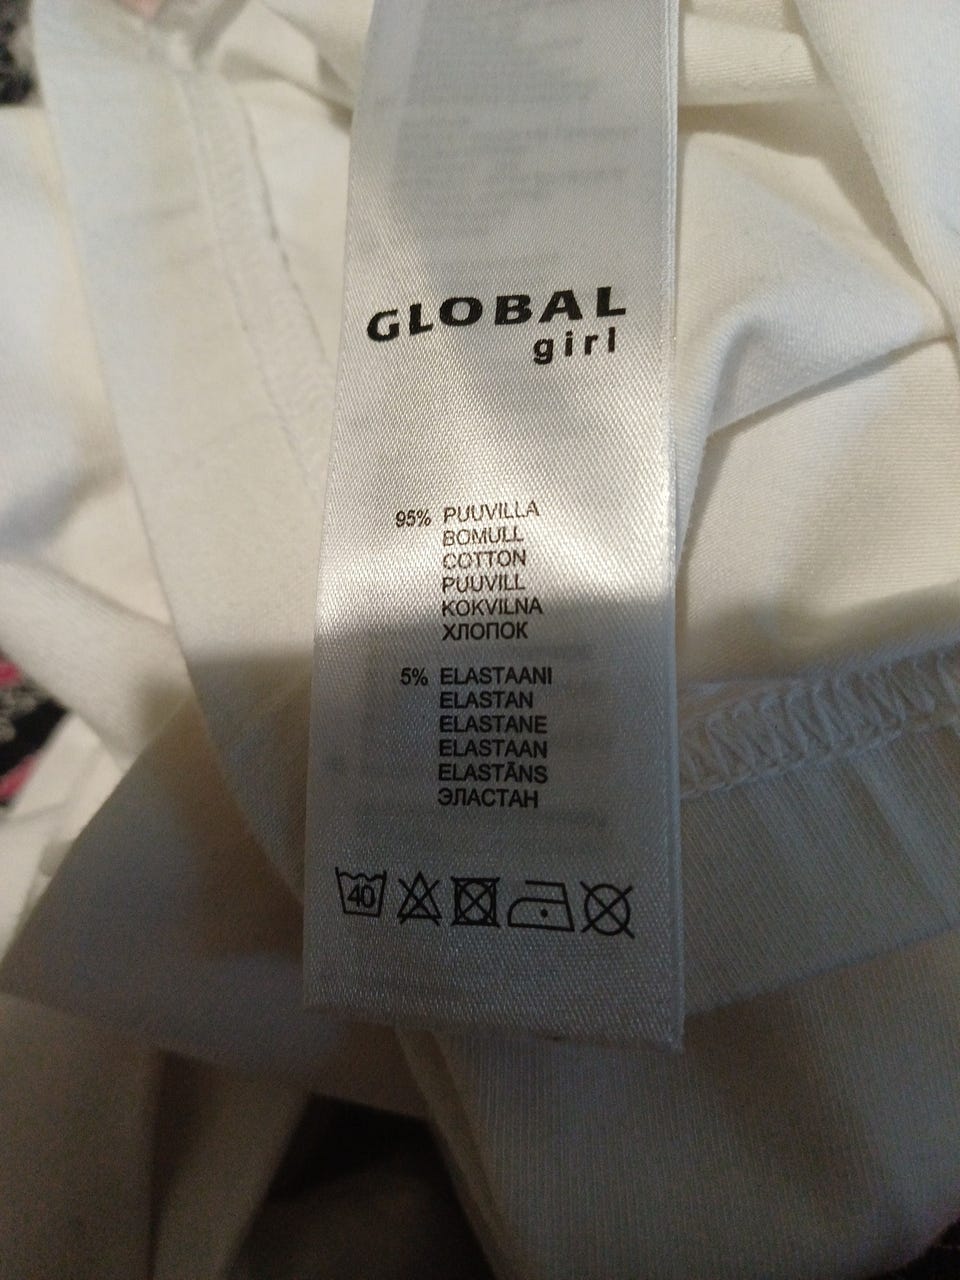 GLOBAL
girl
95% PUUVILLA
BOMULL
COTTON
PUUVILL
KOKVILNA
ХЛОПОК
5% ELASTAANI
ELASTAN
ELASTANE
ELASTAAN
ELASTĀNS
ЭЛАСТАН
40